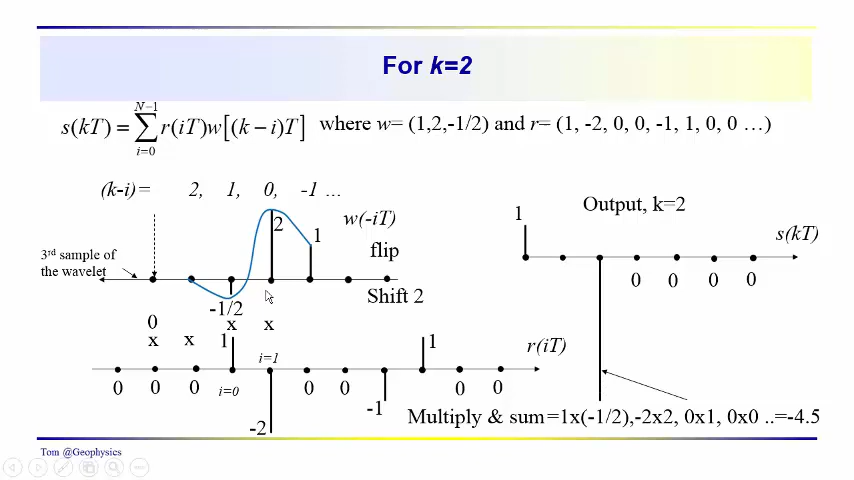 For k=2
s(kT) = N−1 ∑ i=0 r(iT)w[(k − i)T] where w= (1,2,-1/2) and r= (1, -2, 0, 0, -1, 1, 0, 0 …)
(k-i)= 2, 1, 0, -1 ...
1 Output, k=2
2 w(-iT)
1 s(kT)
flip
3rd sample of
the wavelet
Shift 2
0 0 0 0
-1/2
0 x x
x x 1 1 r(iT)
i=1
0 0 0 i=0 0 0 0 0
-2 -1 Multiply & sum=1x(-1/2),-2x2, 0x1, 0x0 ..=-4.5
Tom @Geophysics